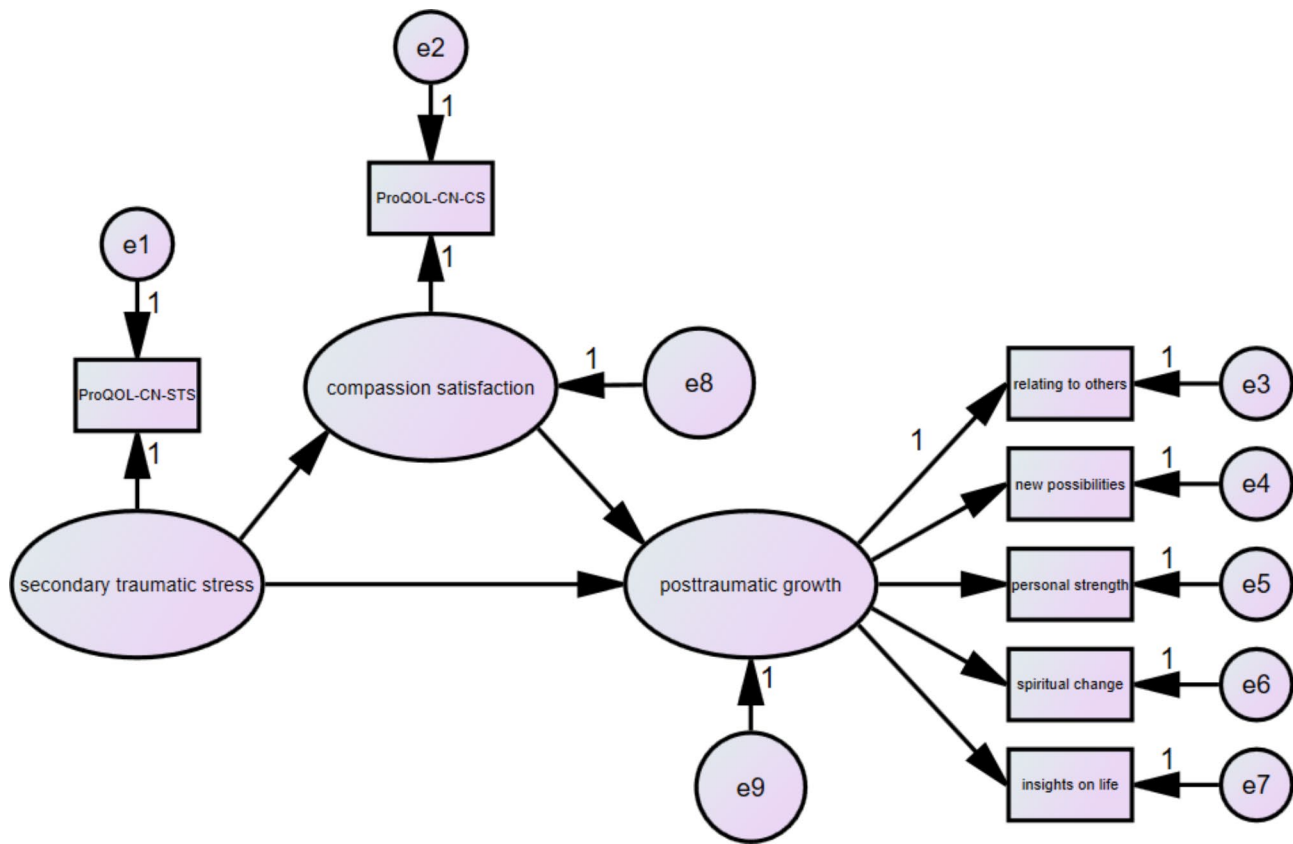 e2
1
ProQOL-CN-CS
1
e1
1
ProQOL-CN-STS
1
compassion satisfaction
1
e8
secondary traumatic stress
posttraumatic growth
1
e9
1
relating to others
1
e3
new possibilities
1
e4
personal strength
1
e5
spiritual change
1
e6
insights on life
1
e7